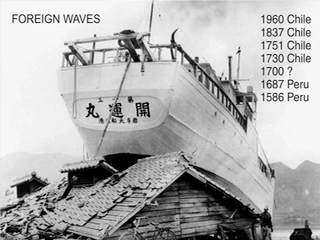 FOREIGN WAVES
1960 Chile
1837 Chile
1751 Chile
1730 Chile
1700 ?
1687 Peru
1586 Peru
開運丸